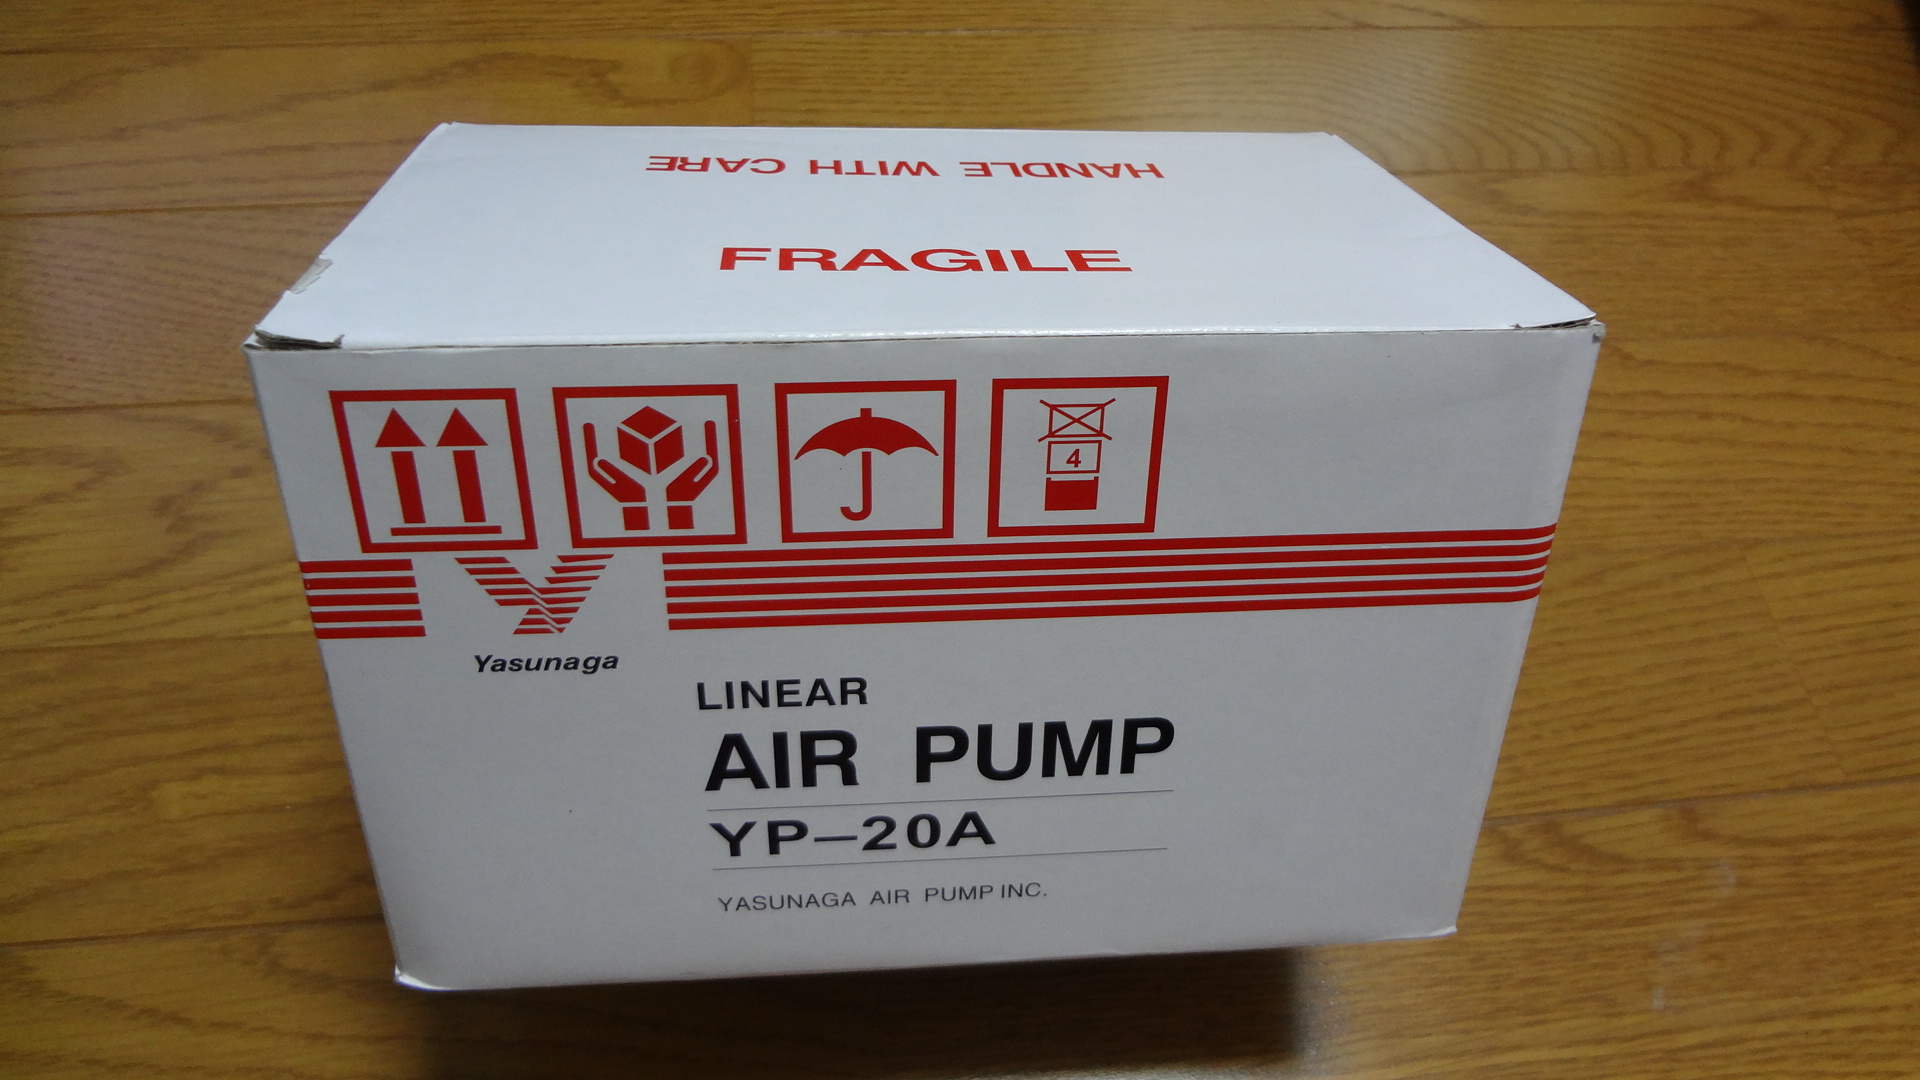 HANDLE WITH CARE
FRAGILE
4
Y
Yasunaga
LINEAR
AIR PUMP
YP-20A
YASUNAGA AIR PUMP INC.